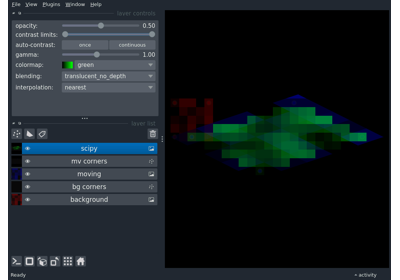 File View Plugins Window Help
layer controls
opacity: 0.50
contrast limits:
auto-contrast: once continuous
gamma: 1.00
colormap: green
blending: translucent_no_depth
interpolation: nearest
layer list
scipy
mv corners
moving
bg corners
background
Ready
activity